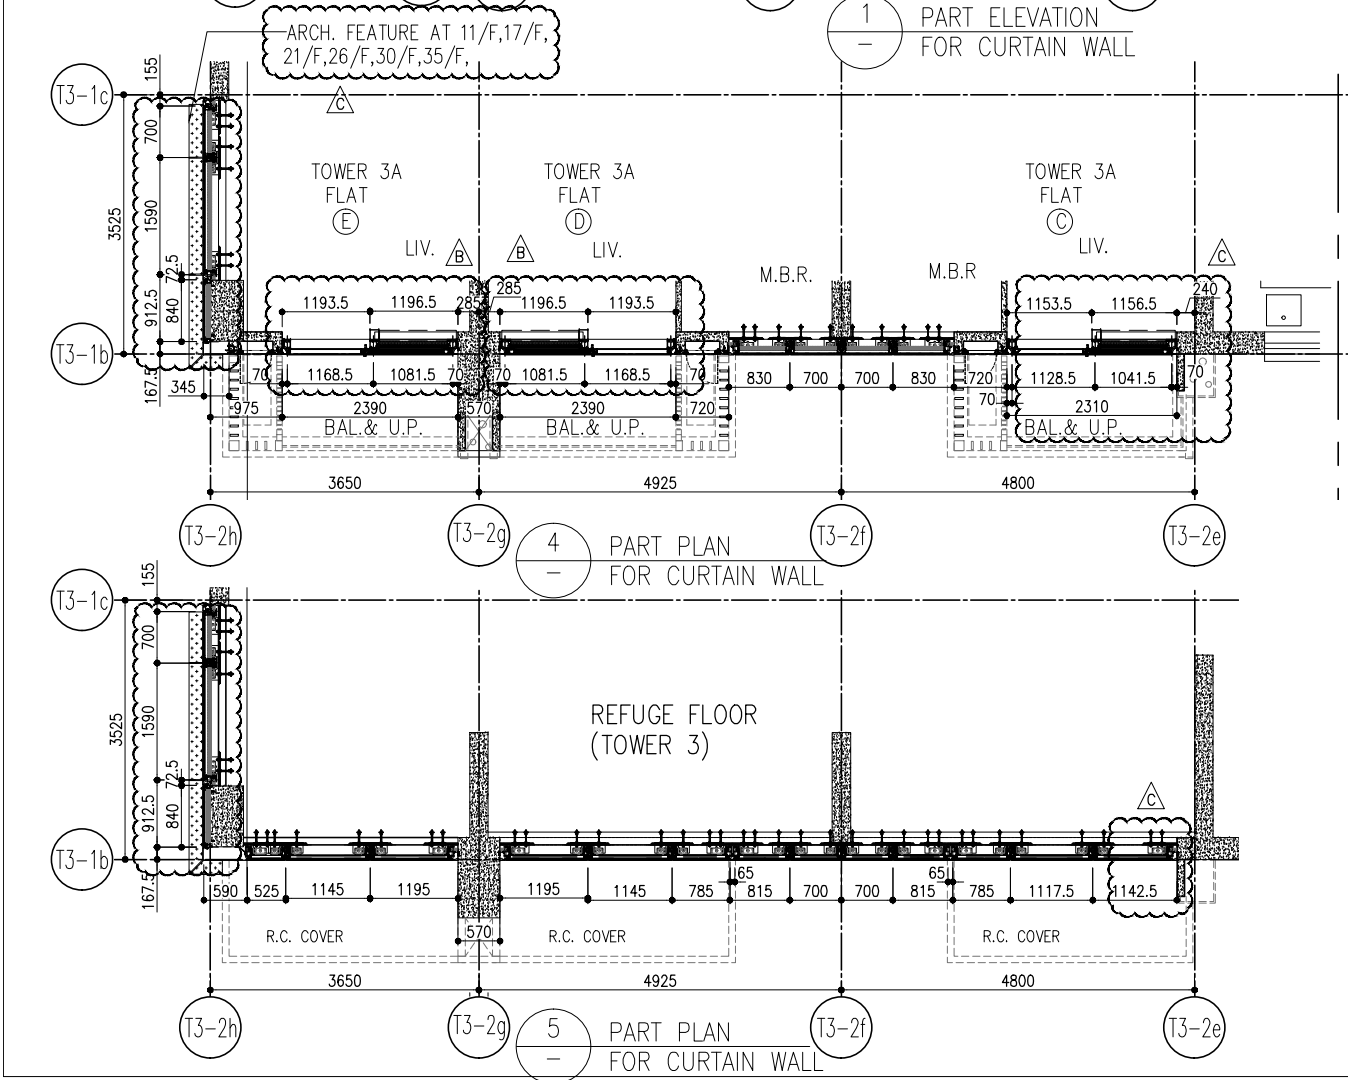 1
PART ELEVATION
-
FOR CURTAIN WALL
ARCH. FEATURE AT 11/F,17/F,
21/F,26/F,30/F,35/F,
C
T3-1c
155
700
1590
3525
72.5
912.5
840
167.5
345
T3-1b
TOWER 3A
FLAT
E
LIV.
B
TOWER 3A
FLAT
D
B
LIV.
M.B.R.
M.B.R
TOWER 3A
FLAT
C
LIV.
C
285
1193.5
1196.5
285
1196.5
1193.5
1153.5
1156.5
240
70
1168.5
1081.5
70
70
1081.5
1168.5
70
830
700
700
830
720
1128.5
1041.5
70
70
975
2390
570
2390
720
2310
BAL.& U.P.
BAL.& U.P.
BAL.& U.P.
3650
4925
4800
T3-2h
T3-2g
T3-2f
T3-2e
4
PART PLAN
-
FOR CURTAIN WALL
T3-1c
155
700
1590
3525
72.5
912.5
840
167.5
T3-1b
REFUGE FLOOR
(TOWER 3)
C
65
65
590
525
1145
1195
1195
1145
785
815
700
700
815
785
1117.5
1142.5
R.C. COVER
570
R.C. COVER
R.C. COVER
3650
4925
4800
T3-2h
T3-2g
T3-2f
T3-2e
5
PART PLAN
-
FOR CURTAIN WALL